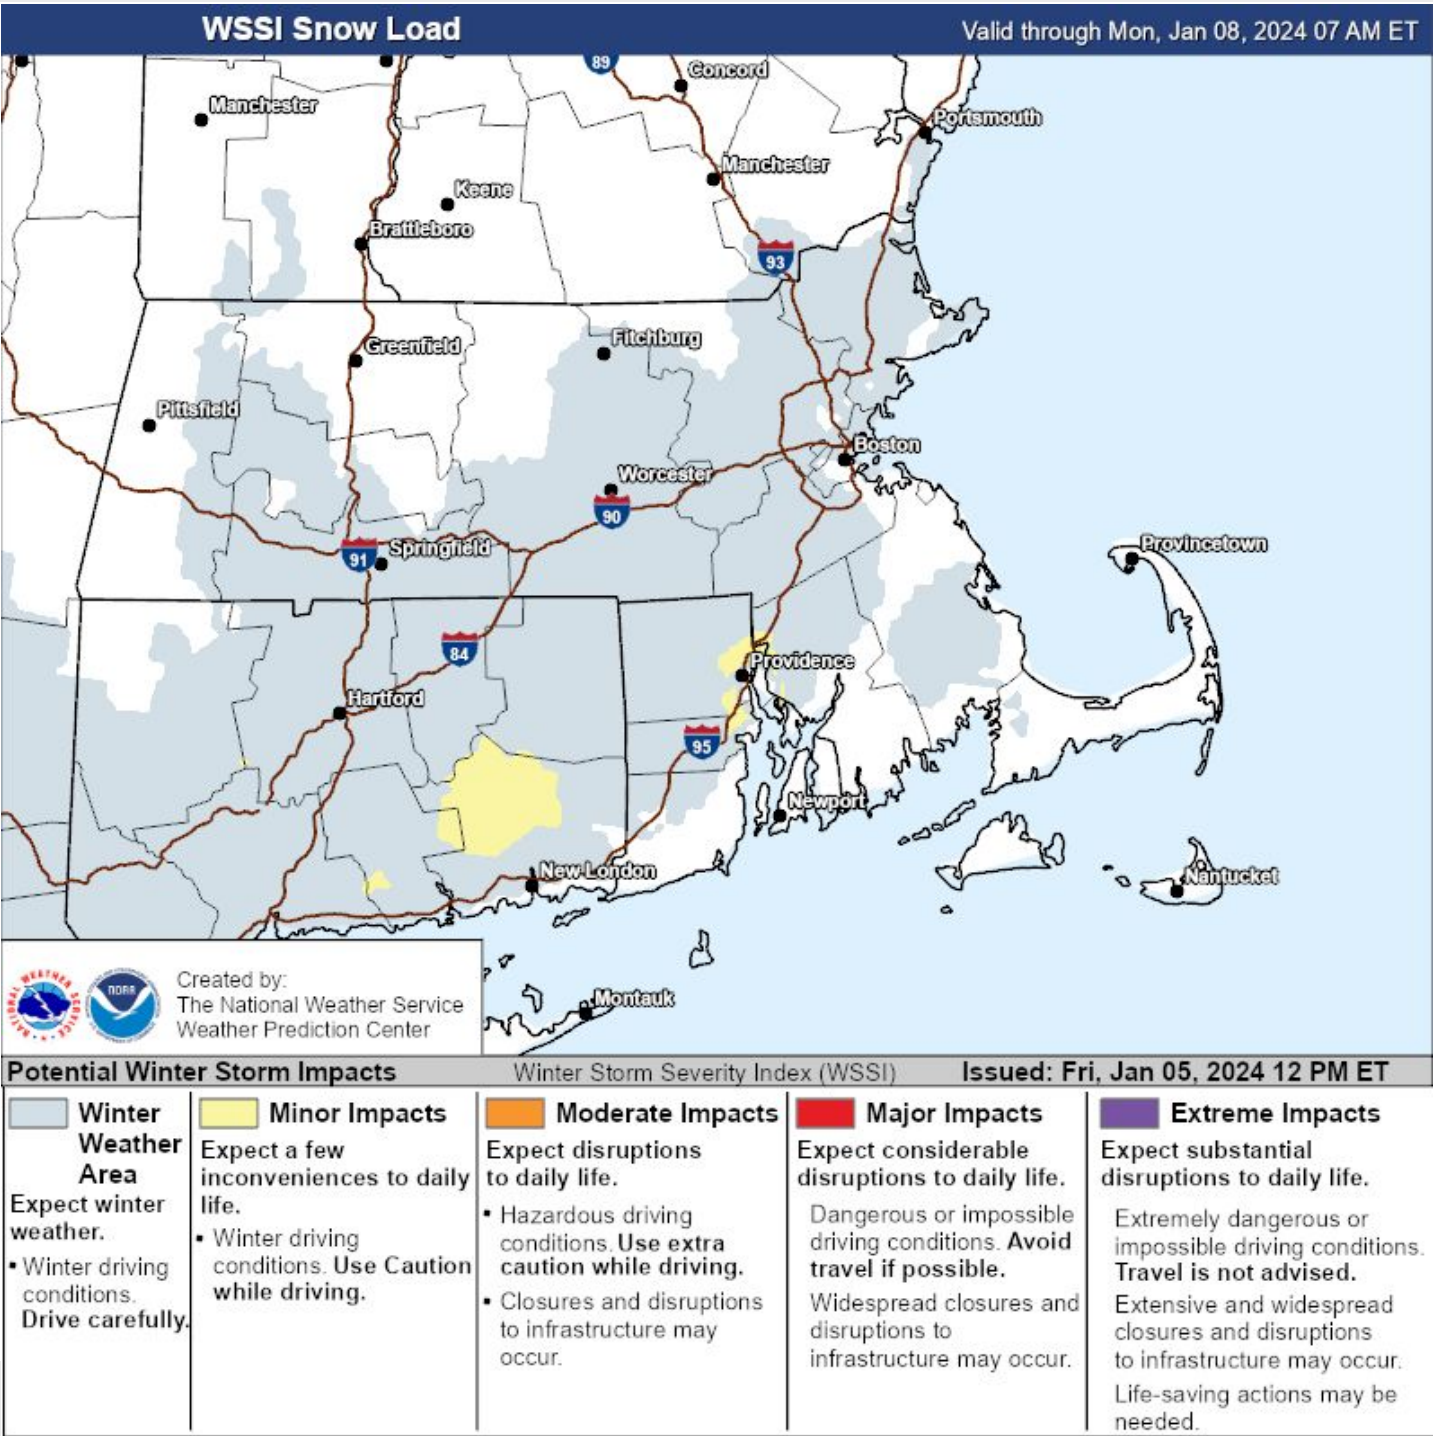 WSSI Snow Load
Valid through Mon, Jan 08, 2024 07 AM ET
89
Concord
Manchester
Portsmouth
Manchester
Keene
Brattleboro
93
Greenfield
Fitchburg
Pittsfield
Boston
Worcester
90
91
Springfield
Provincetown
84
Providence
Hartford
95
Newport
New London
Nantucket
Montauk
NATIONAL WEATHER SERVICE
NOAA
Created by:
The National Weather Service
Weather Prediction Center
Potential Winter Storm Impacts
Winter Storm Severity Index (WSSI)
Issued: Fri, Jan 05, 2024 12 PM ET
Winter
Weather
Area
Expect winter
weather.
▪ Winter driving
conditions.
Drive carefully.
Minor Impacts
Expect a few
inconveniences to daily
life.
▪ Winter driving
conditions. Use Caution
while driving.
Moderate Impacts
Expect disruptions
to daily life.
▪ Hazardous driving
conditions. Use extra
caution while driving.
▪ Closures and disruptions
to infrastructure may
occur.
Major Impacts
Expect considerable
disruptions to daily life.
Dangerous or impossible
driving conditions. Avoid
travel if possible.
Widespread closures and
disruptions to
infrastructure may occur.
Extreme Impacts
Expect substantial
disruptions to daily life.
Extremely dangerous or
impossible driving conditions.
Travel is not advised.
Extensive and widespread
closures and disruptions
to infrastructure may occur.
Life-saving actions may be
needed.